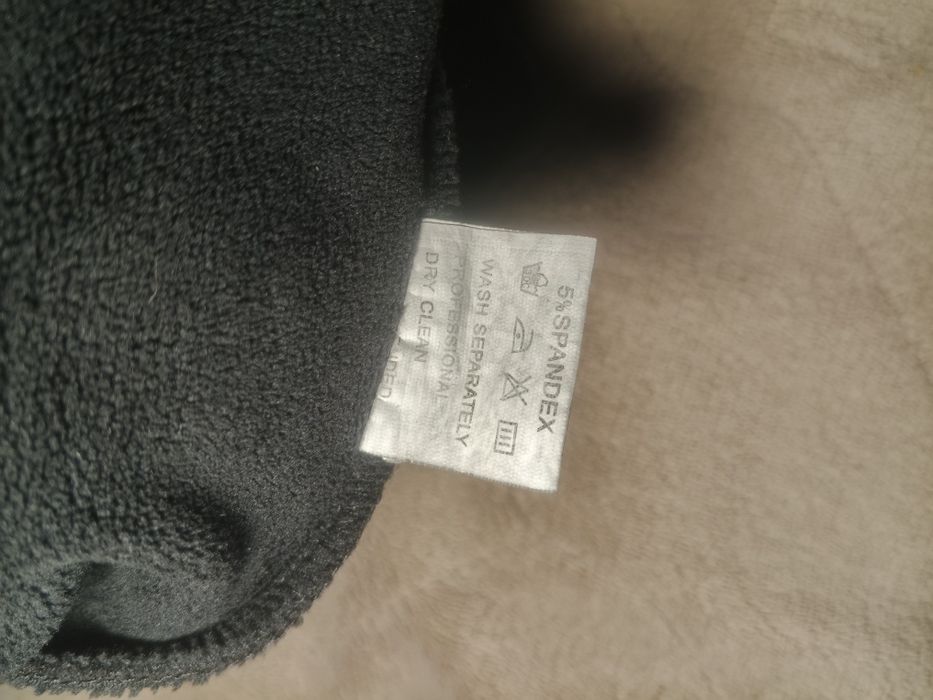 5%SPANDEX
WASH SEPARATELY
PROFESSIONAL
DRY CLEAN